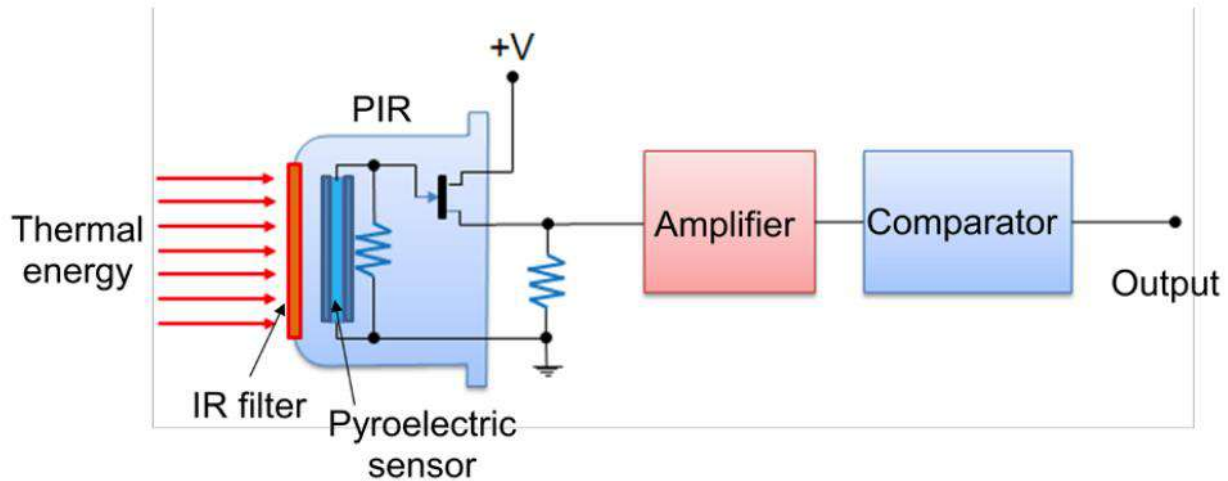 +V
PIR
Thermal
energy
Amplifier
Comparator
Output
IR filter
Pyroelectric
sensor